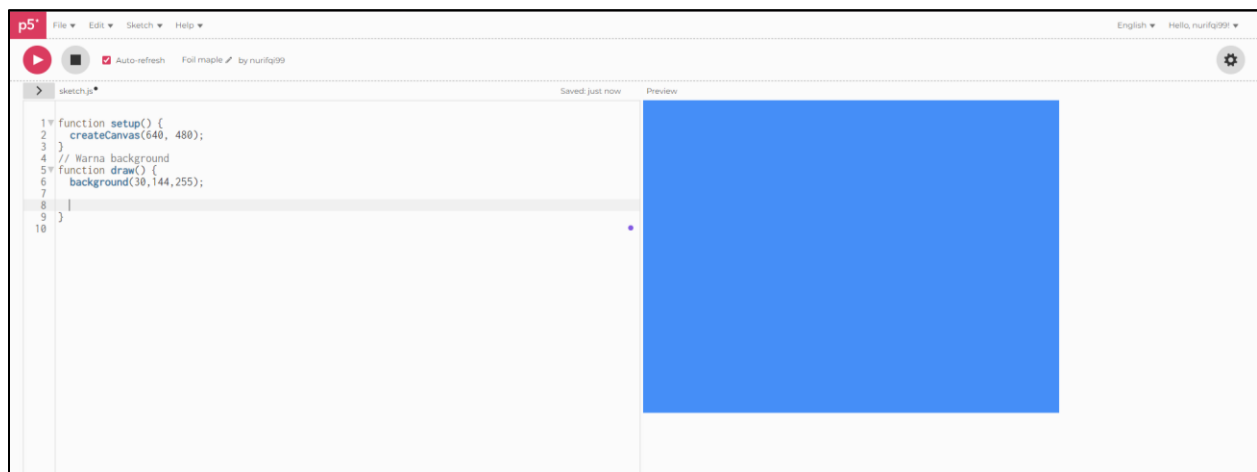 p5* File ▾ Edit ▾ Sketch ▾ Help ▾ English ▾ Hello, nurifqi99! ▾
Auto-refresh Foil maple by nurifqi99
> sketch.js• Saved: just now Preview
1 function setup() {
2 createCanvas(640, 480);
3 }
4 // Warna background
5 function draw() {
6 background(30,144,255);
7
8
9 }
10